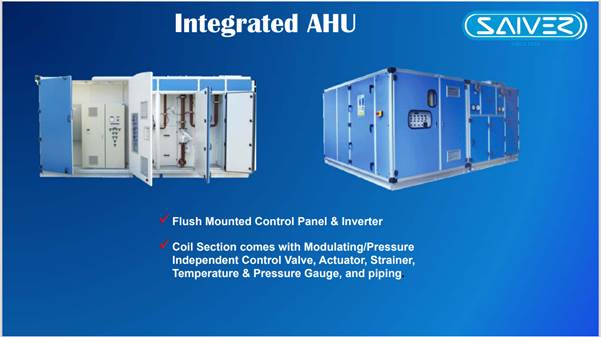 Integrated AHU
SAIVER
Flush Mounted Control Panel & Inverter
Coil Section comes with Modulating/Pressure
Independent Control Valve, Actuator, Strainer,
Temperature & Pressure Gauge, and piping.